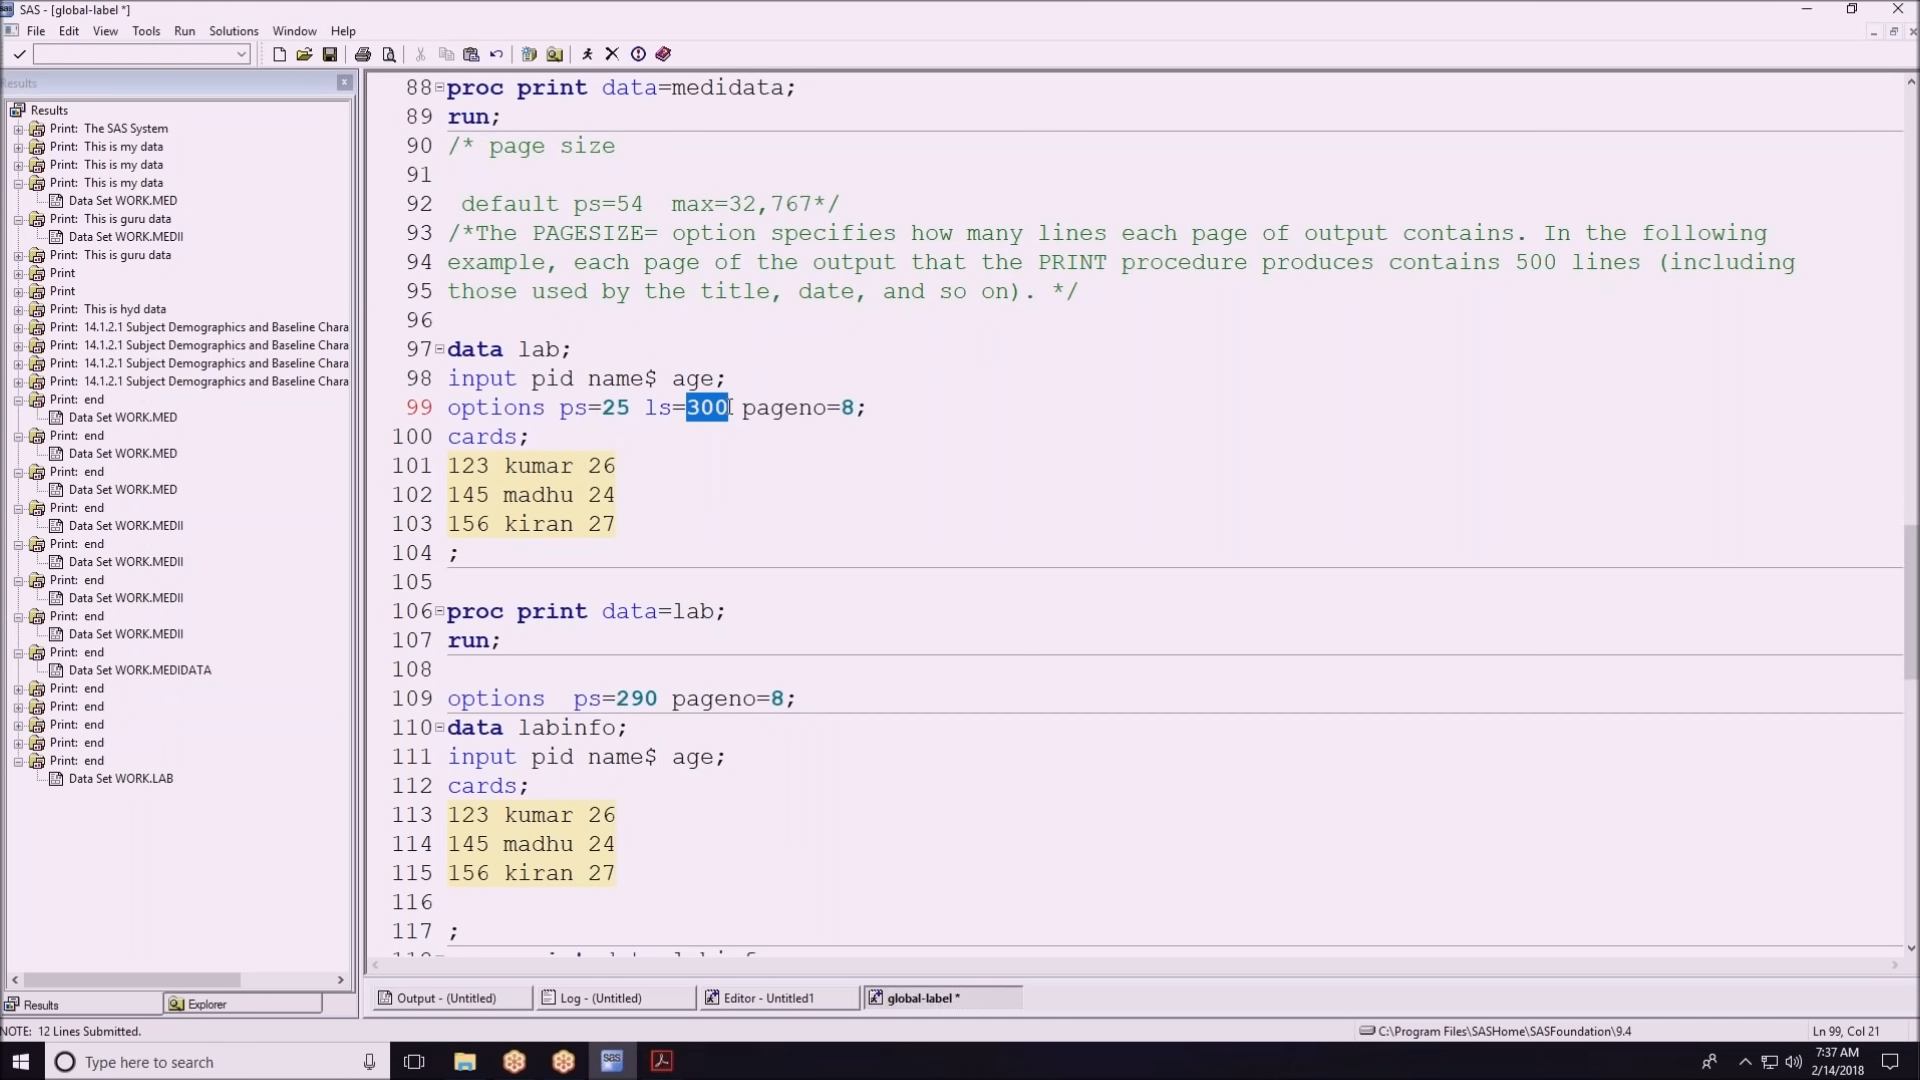 SAS - [global-label *]
File Edit View Tools Run Solutions Window Help
Results
Results
Print: The SAS System
Print: This is my data
Print: This is my data
Print: This is my data
Data Set WORK.MED
Print: This is guru data
Data Set WORK.MEDII
Print: This is guru data
Print
Print
Print: This is hyd data
Print: 14.1.2.1 Subject Demographics and Baseline Chara
Print: 14.1.2.1 Subject Demographics and Baseline Chara
Print: 14.1.2.1 Subject Demographics and Baseline Chara
Print: 14.1.2.1 Subject Demographics and Baseline Chara
Print: end
Data Set WORK.MED
Print: end
Data Set WORK.MED
Print: end
Data Set WORK.MED
Print: end
Data Set WORK.MEDII
Print: end
Data Set WORK.MEDII
Print: end
Data Set WORK.MEDII
Print: end
Data Set WORK.MEDII
Print: end
Data Set WORK.MEDIDATA
Print: end
Print: end
Print: end
Print: end
Print: end
Data Set WORK.LAB
Results Explorer
88 proc print data=medidata;
89 run;
90 /* page size
91
92 default ps=54 max=32,767*/
93 /*The PAGESIZE= option specifies how many lines each page of output contains. In the following
94 example, each page of the output that the PRINT procedure produces contains 500 lines (including
95 those used by the title, date, and so on). */
96
97 data lab;
98 input pid name$ age;
99 options ps=25 ls=300 pageno=8;
100 cards;
101 123 kumar 26
102 145 madhu 24
103 156 kiran 27
104 ;
105
106 proc print data=lab;
107 run;
108
109 options ps=290 pageno=8;
110 data labinfo;
111 input pid name$ age;
112 cards;
113 123 kumar 26
114 145 madhu 24
115 156 kiran 27
116
117 ;
Output - (Untitled) Log - (Untitled) Editor - Untitled1 global-label *
NOTE: 12 Lines Submitted. C:\Program Files\SASHome\SASFoundation\9.4 Ln 99, Col 21
Type here to search
sas
7:37 AM
2/14/2018